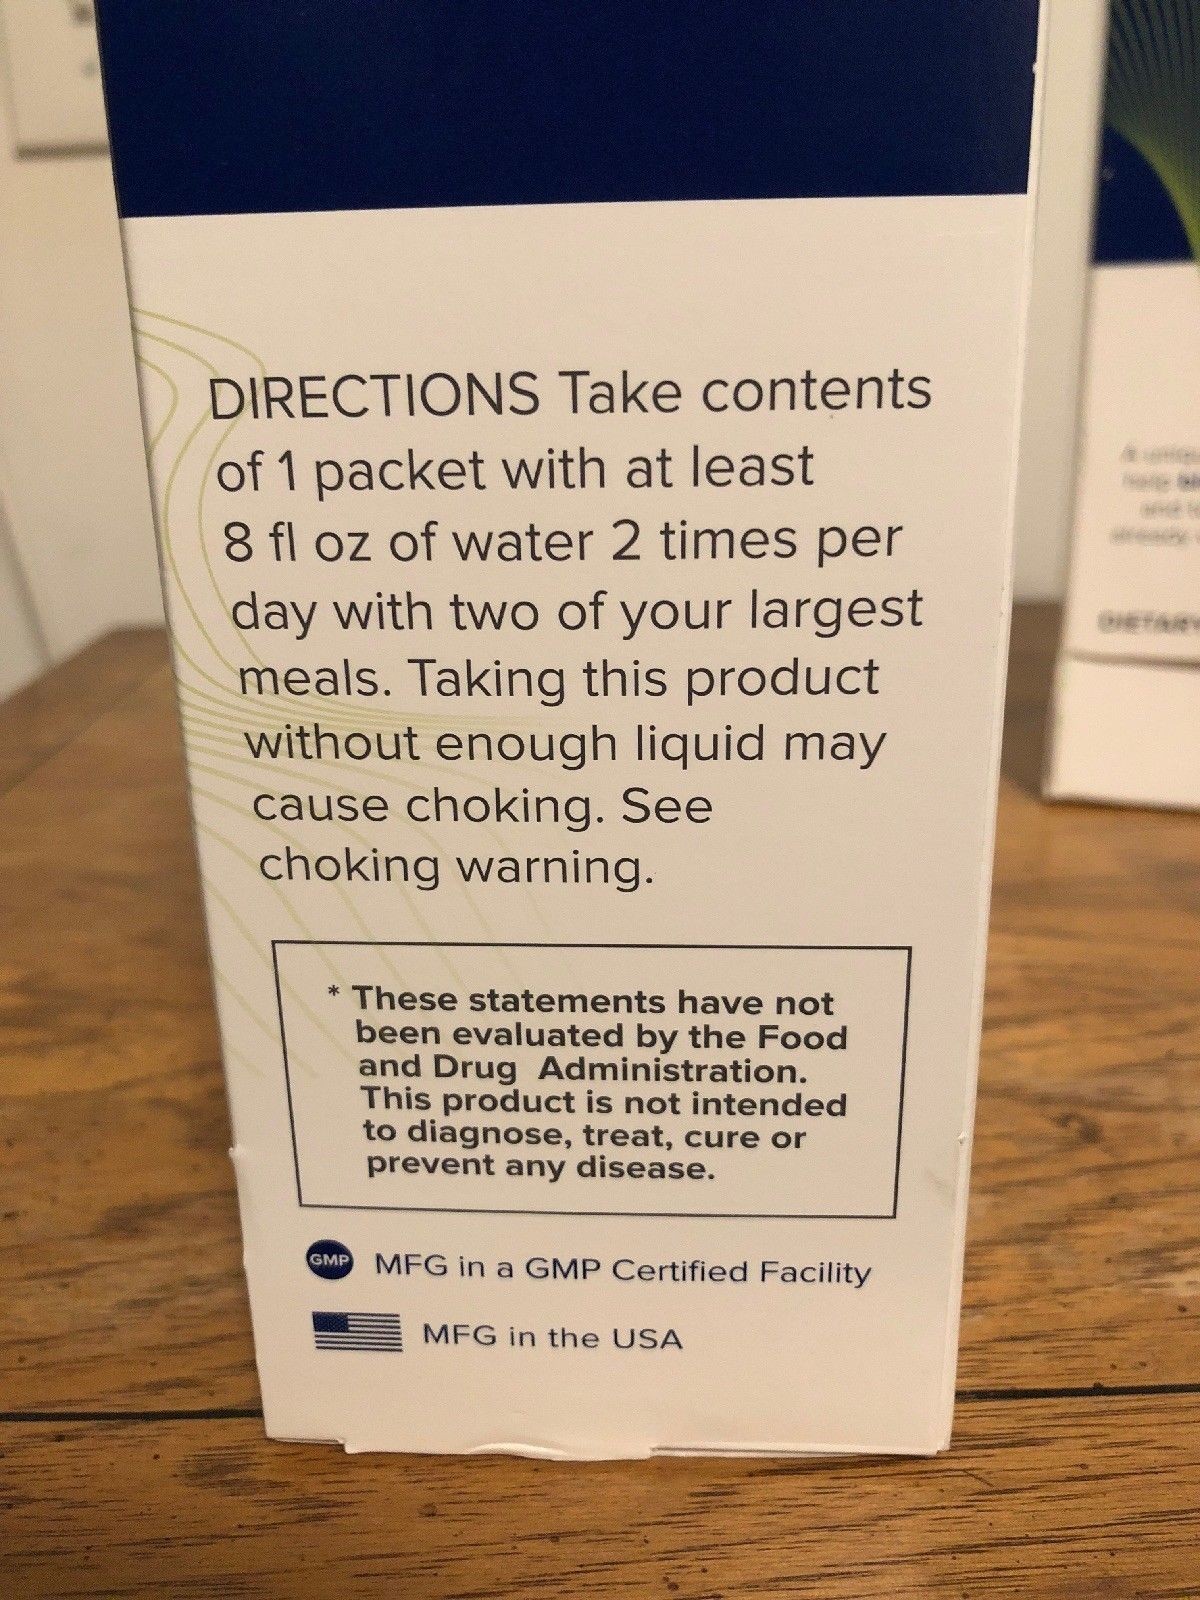 DIRECTIONS Take contents
of 1 packet with at least
8 fl oz of water 2 times per
day with two of your largest
meals. Taking this product
without enough liquid may
cause choking. See
choking warning.
* These statements have not
been evaluated by the Food
and Drug Administration.
This product is not intended
to diagnose, treat, cure or
prevent any disease.
GMP MFG in a GMP Certified Facility
MFG in the USA
DIETARY